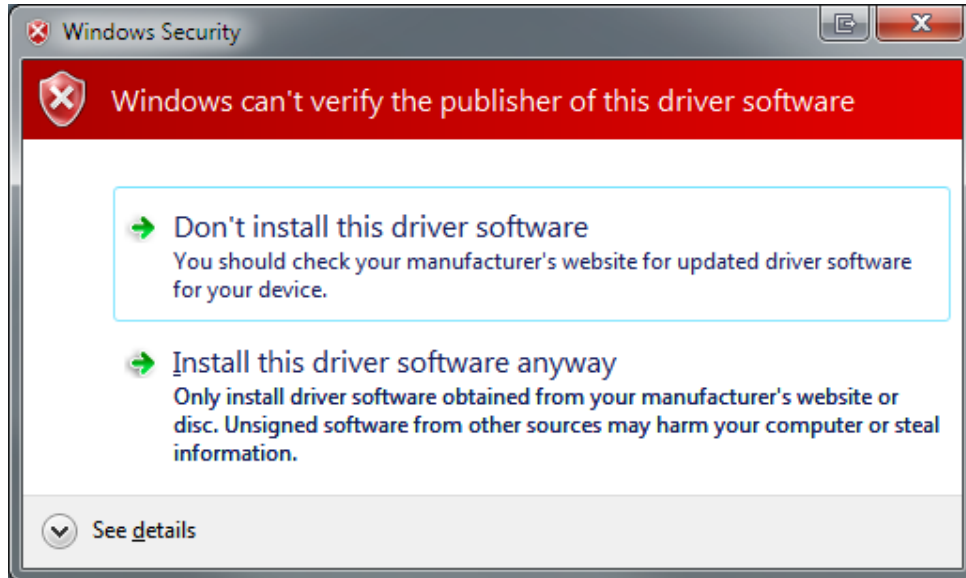 Windows Security
Windows can't verify the publisher of this driver software
Don't install this driver software
You should check your manufacturer's website for updated driver software
for your device.
Install this driver software anyway
Only install driver software obtained from your manufacturer's website or
disc. Unsigned software from other sources may harm your computer or steal
information.
See details